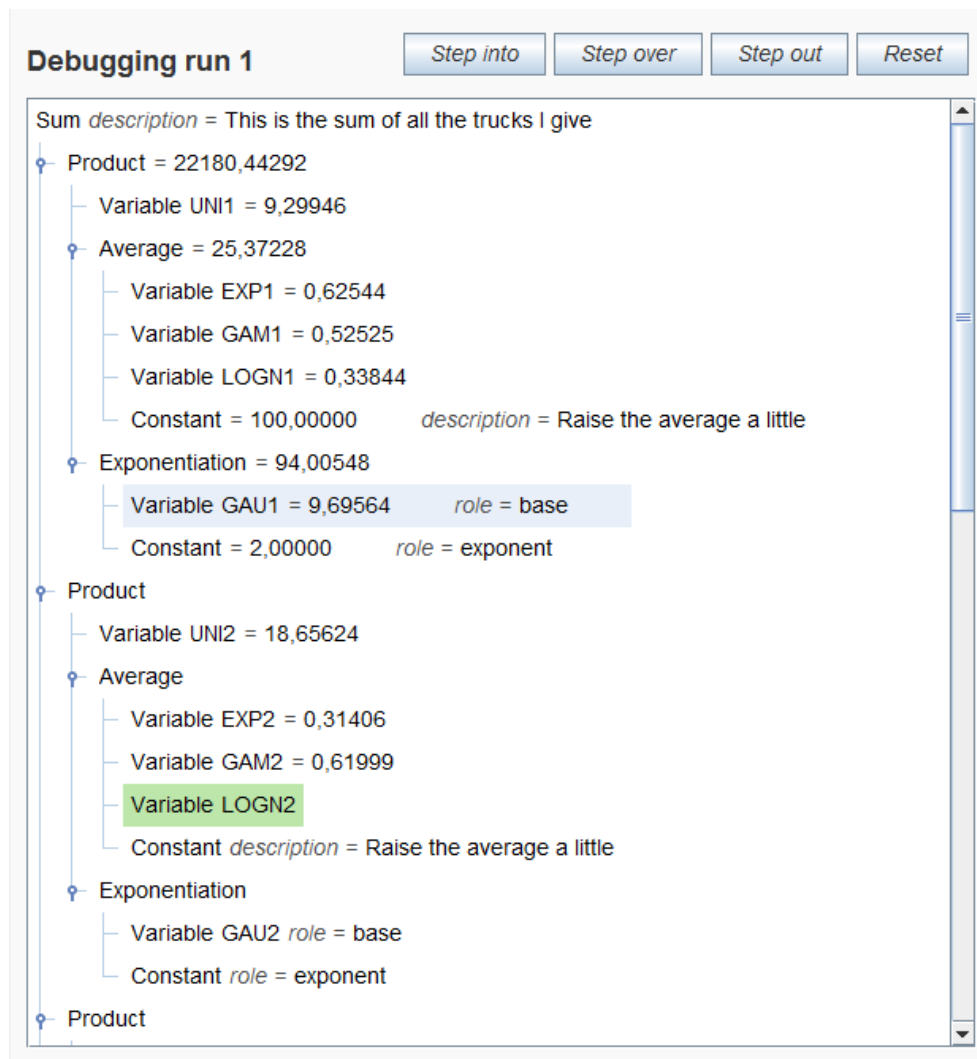 Debugging run 1 Step into Step over Step out Reset
Sum description = This is the sum of all the trucks I give
Product = 22180,44292
Variable UNI1 = 9,29946
Average = 25,37228
Variable EXP1 = 0,62544
Variable GAM1 = 0,52525
Variable LOGN1 = 0,33844
Constant = 100,00000 description = Raise the average a little
Exponentiation = 94,00548
Variable GAU1 = 9,69564 role = base
Constant = 2,00000 role = exponent
Product
Variable UNI2 = 18,65624
Average
Variable EXP2 = 0,31406
Variable GAM2 = 0,61999
Variable LOGN2
Constant description = Raise the average a little
Exponentiation
Variable GAU2 role = base
Constant role = exponent
Product